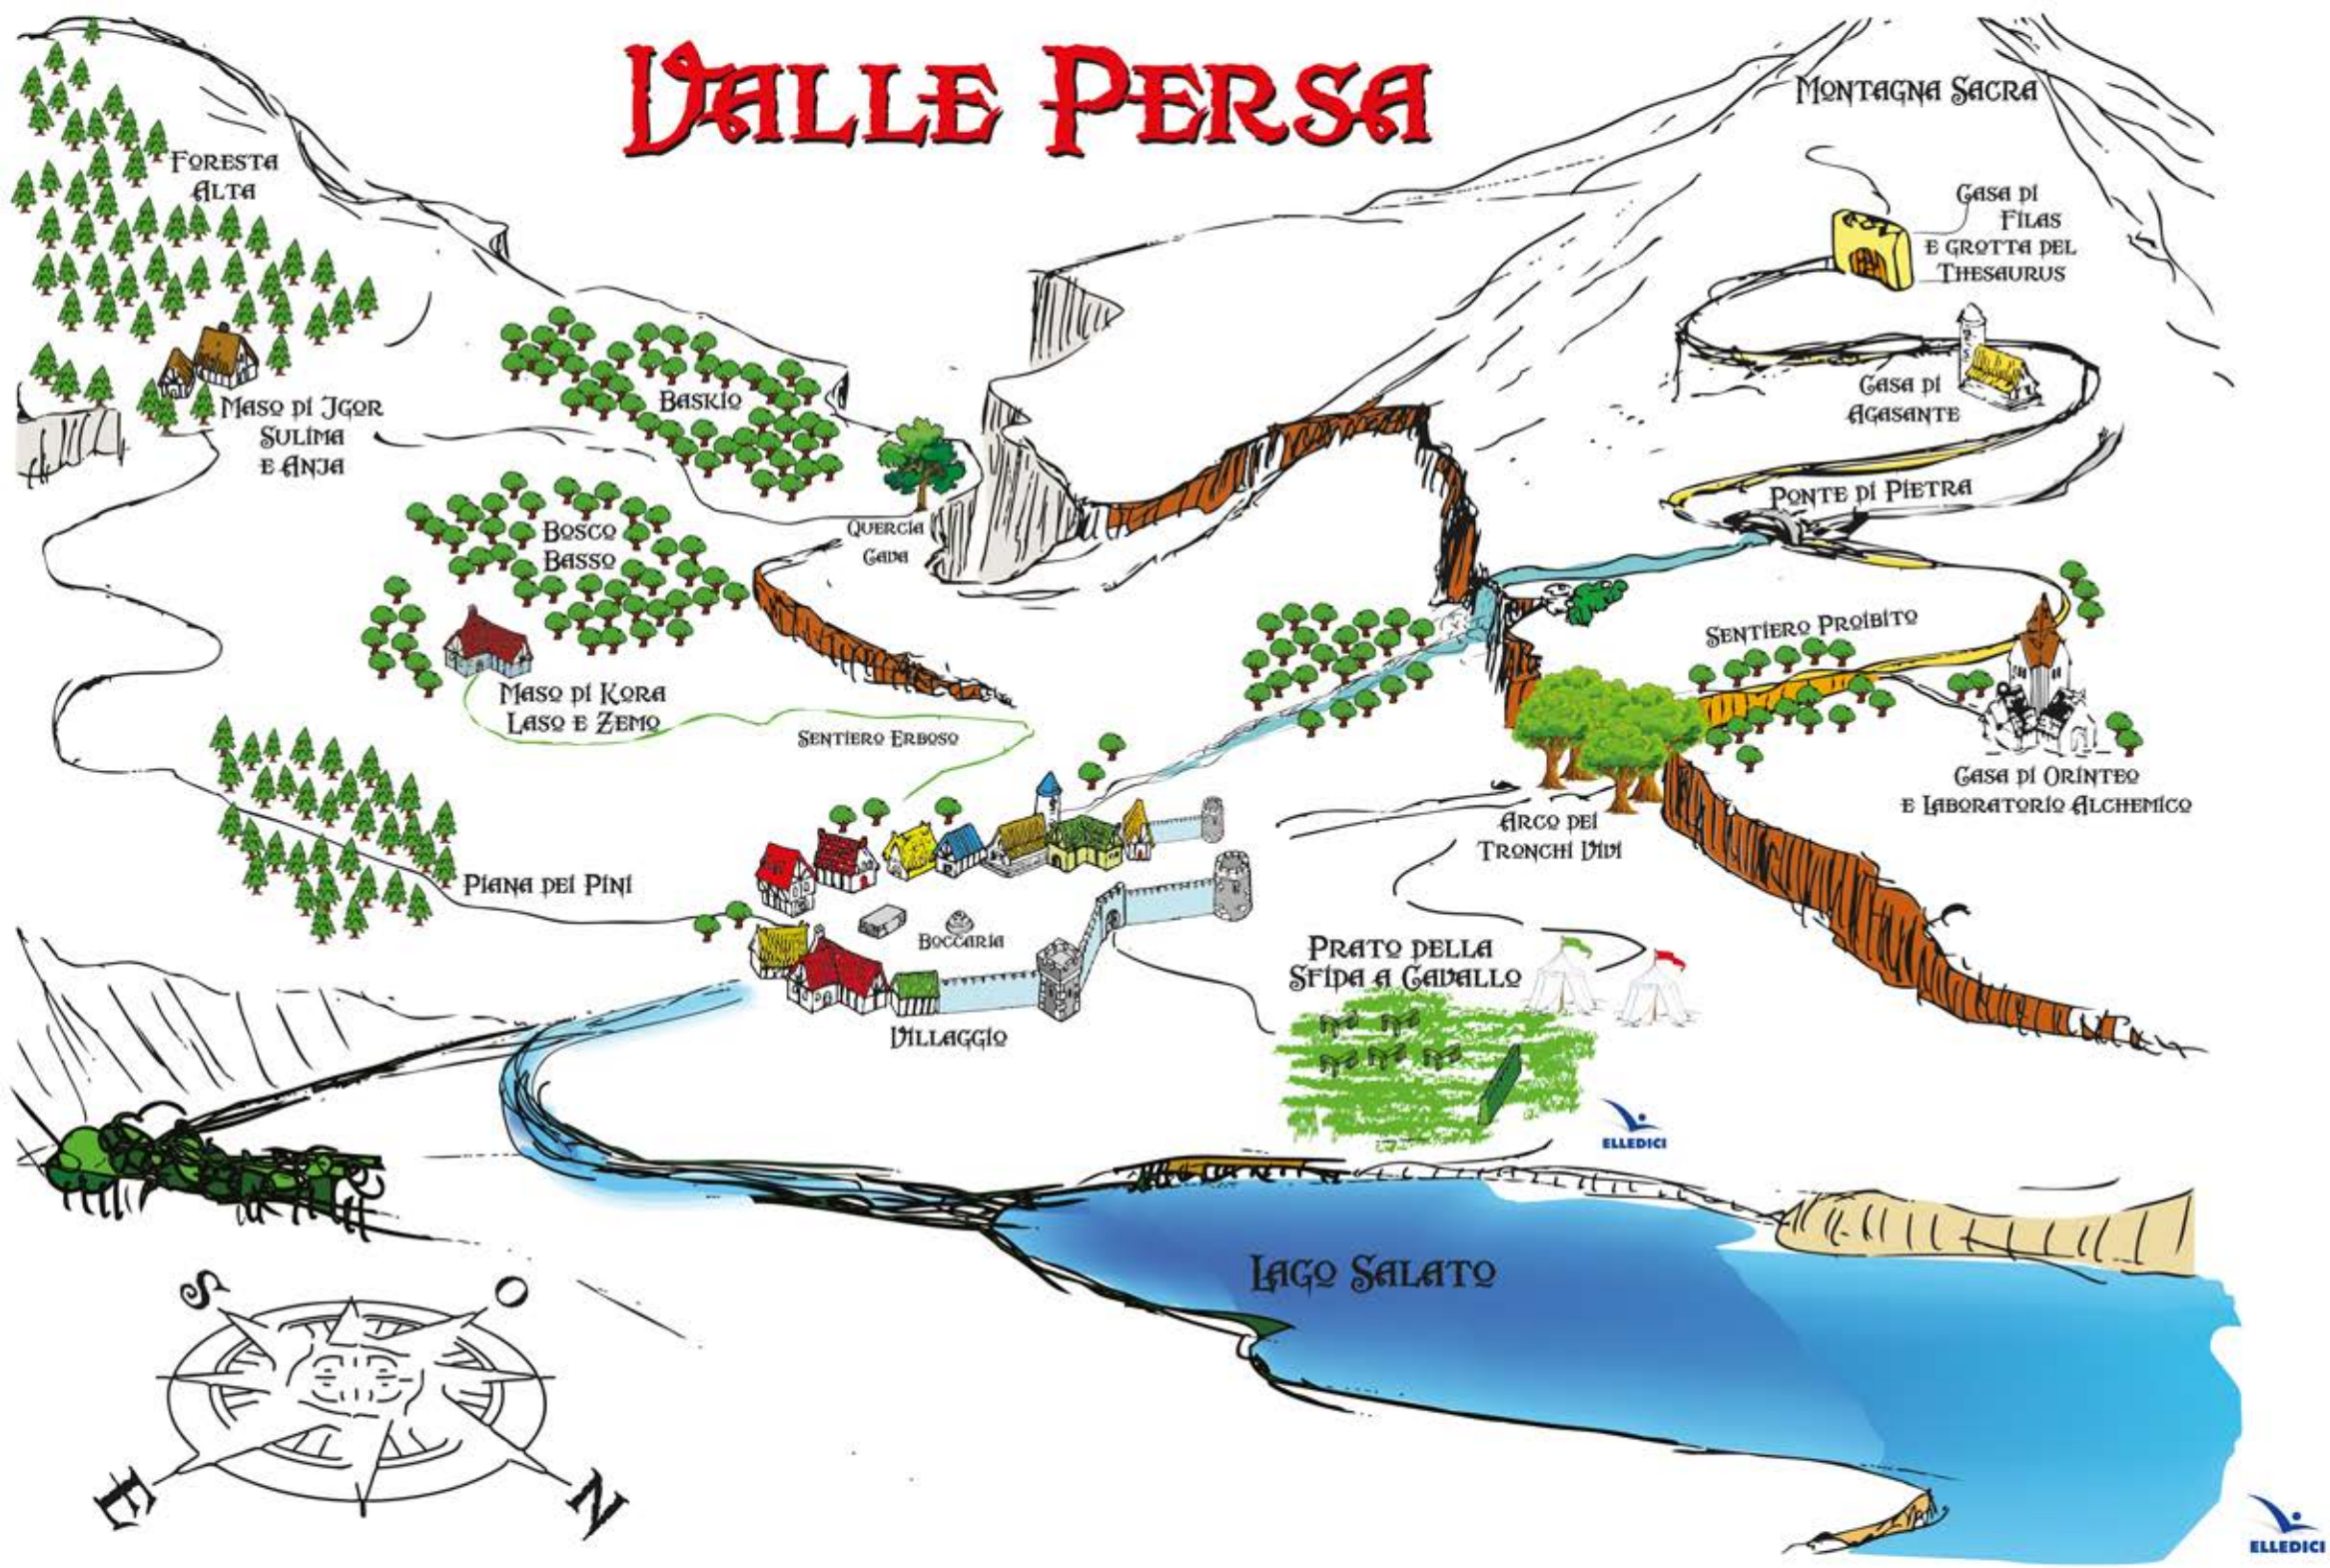 VALLE PERSA
MONTAGNA SACRA
FORESTA
ALTA
CASA DI
FILAS
E GROTTA DEL
THESAURUS
MASO DI IGOR
SULIMA
E ANJA
BASKIO
CASA DI
AGASANTE
PONTE DI PIETRA
QUERCIA
CAVA
BOSCO
BASSO
SENTIERO PROIBITO
MASO DI KORA
LASO E ZEMO
SENTIERO ERBOSO
CASA DI ORINTEO
E LABORATORIO ALCHEMICO
ARCO DEI
TRONCHI VIVI
PIANA DEI PINI
BOCCARIA
VILLAGGIO
PRATO DELLA
SFIDA A CAVALLO
ELLEDICI
LAGO SALATO
S
O
E
N
ELLEDICI